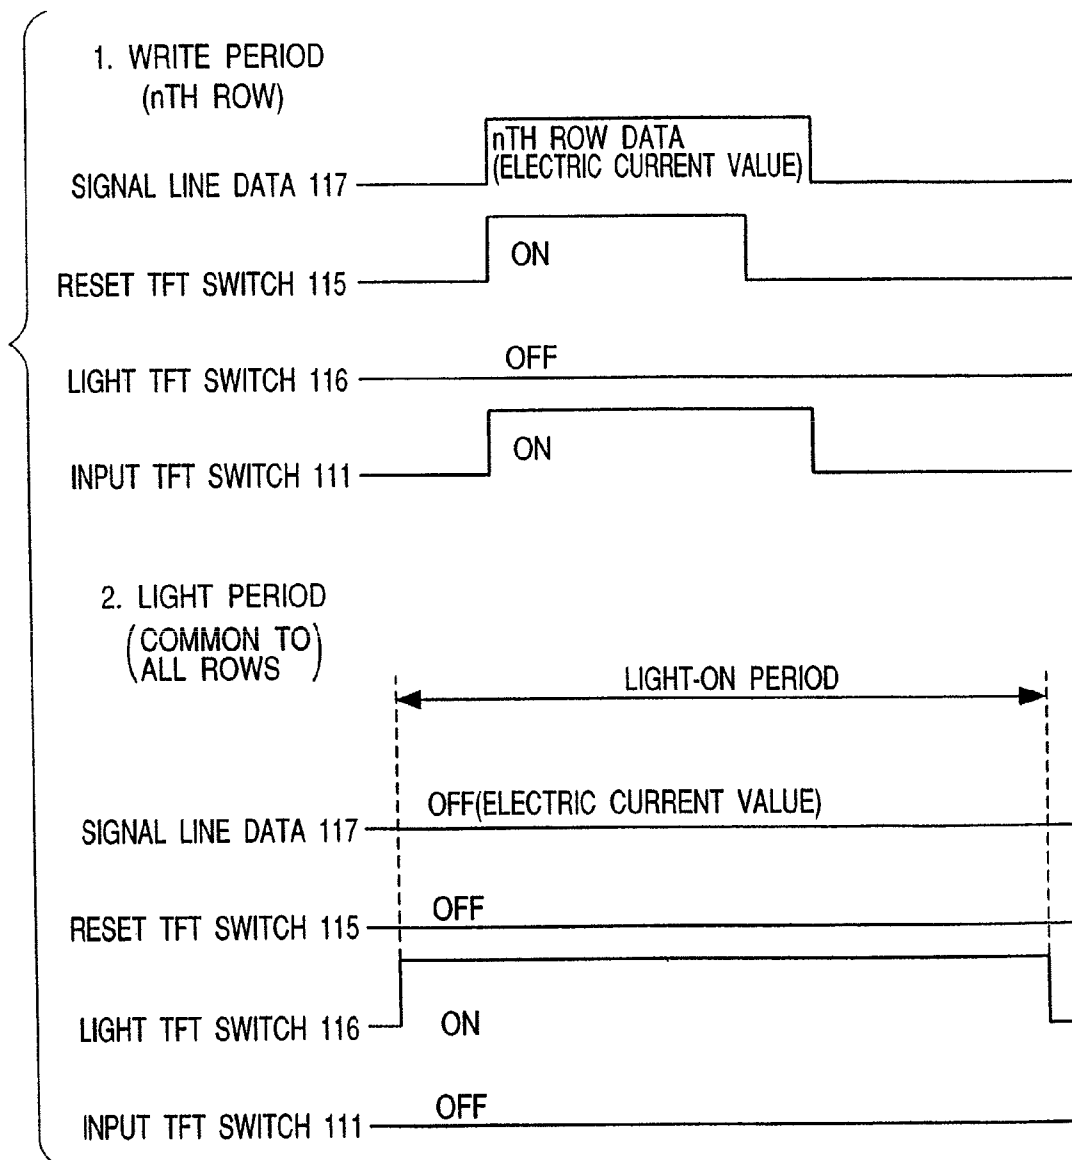 1. WRITE PERIOD
(nTH ROW)
nTH ROW DATA
(ELECTRIC CURRENT VALUE)
SIGNAL LINE DATA 117
ON
RESET TFT SWITCH 115
OFF
LIGHT TFT SWITCH 116
ON
INPUT TFT SWITCH 111
2. LIGHT PERIOD
(COMMON TO
ALL ROWS)
LIGHT-ON PERIOD
OFF(ELECTRIC CURRENT VALUE)
SIGNAL LINE DATA 117
OFF
RESET TFT SWITCH 115
LIGHT TFT SWITCH 116
ON
OFF
INPUT TFT SWITCH 111